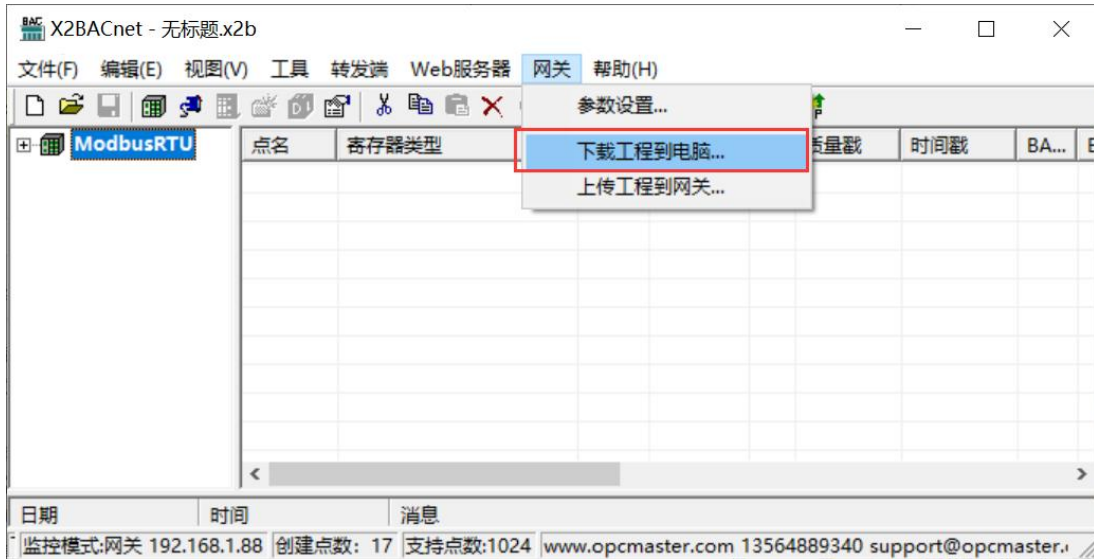 BAC X2BACnet - 无标题.x2b
文件(F) 编辑(E) 视图(V) 工具 转发端 Web服务器 网关 帮助(H)
参数设置...
ModbusRTU 点名 寄存器类型 质量戳 时间戳 BA...
下载工程到电脑...
上传工程到网关...
日期 时间 消息
监控模式:网关 192.168.1.88 创建点数: 17 支持点数:1024 www.opcmaster.com 13564889340 support@opcmaster.